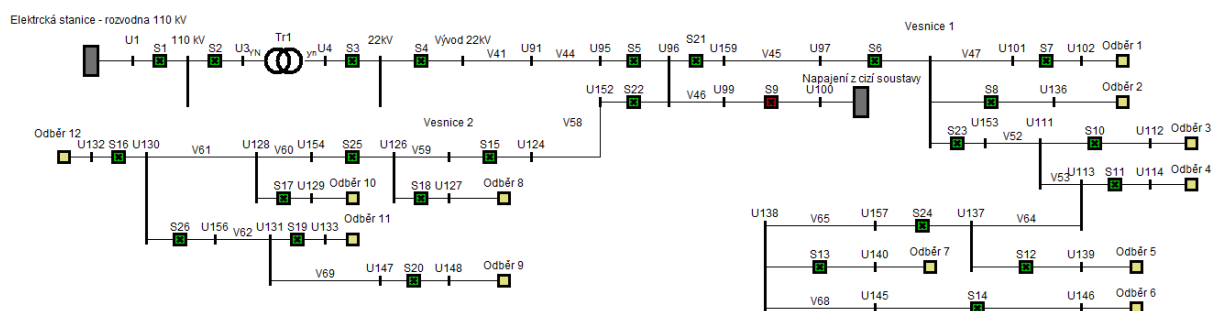 Elektrcká stanice - rozvodna 110 kV
U1 S1 110 kV S2 U3 YN Tr1 yn U4 S3 22kV S4 Vývod 22kV V41 U91 V44 U95 S5 U96 S21 U159 V45 U97 S6 Vesnice 1 V47 U101 S7 U102 Odběr 1
U152 S22 V46 U99 S9 U100 Napájení z cizí soustavy S8 U136 Odběr 2
Vesnice 2 V58
S23 U153 V52 U111 S10 U112 Odběr 3
Odběr 12 U132 S16 U130 V61 U128 V60 U154 S25 U126 V59 S15 U124
V53 U113 S11 U114 Odběr 4
S17 U129 Odběr 10 S18 U127 Odběr 8
S26 U156 V62 U131 S19 U133 Odběr 11
U138 V65 U157 S24 U137 V64
S13 U140 Odběr 7 S12 U139 Odběr 5
V69 U147 S20 U148 Odběr 9
V68 U145 S14 U146 Odběr 6